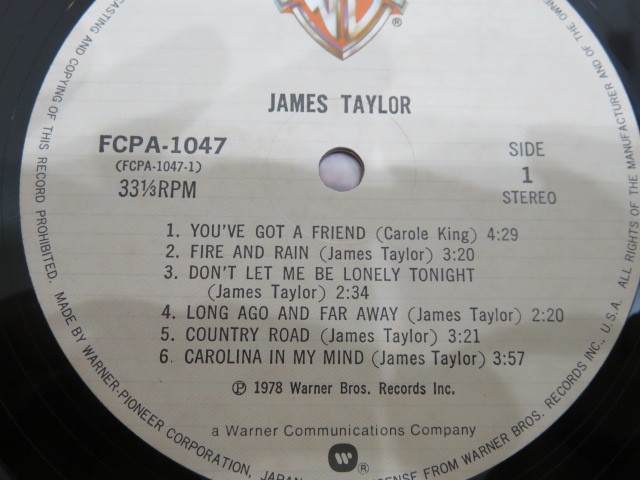 ®
JAMES TAYLOR
FCPA-1047
(FCPA-1047-1)
33⅓RPM
SIDE
1
STEREO
1. YOU'VE GOT A FRIEND (Carole King) 4:29
2. FIRE AND RAIN (James Taylor) 3:20
3. DON'T LET ME BE LONELY TONIGHT
(James Taylor) 2:34
4. LONG AGO AND FAR AWAY (James Taylor) 2:20
5. COUNTRY ROAD (James Taylor) 3:21
6. CAROLINA IN MY MIND (James Taylor) 3:57
℗ 1978 Warner Bros. Records Inc.
a Warner Communications Company
®
CASTING AND COPYING OF THIS RECORD PROHIBITED. MADE BY WARNER-PIONEER CORPORATION, JAPAN
FROM WARNER BROS. RECORDS INC., U.S.A. ALL RIGHTS OF THE MANUFACTURER AND OF THE OWNE